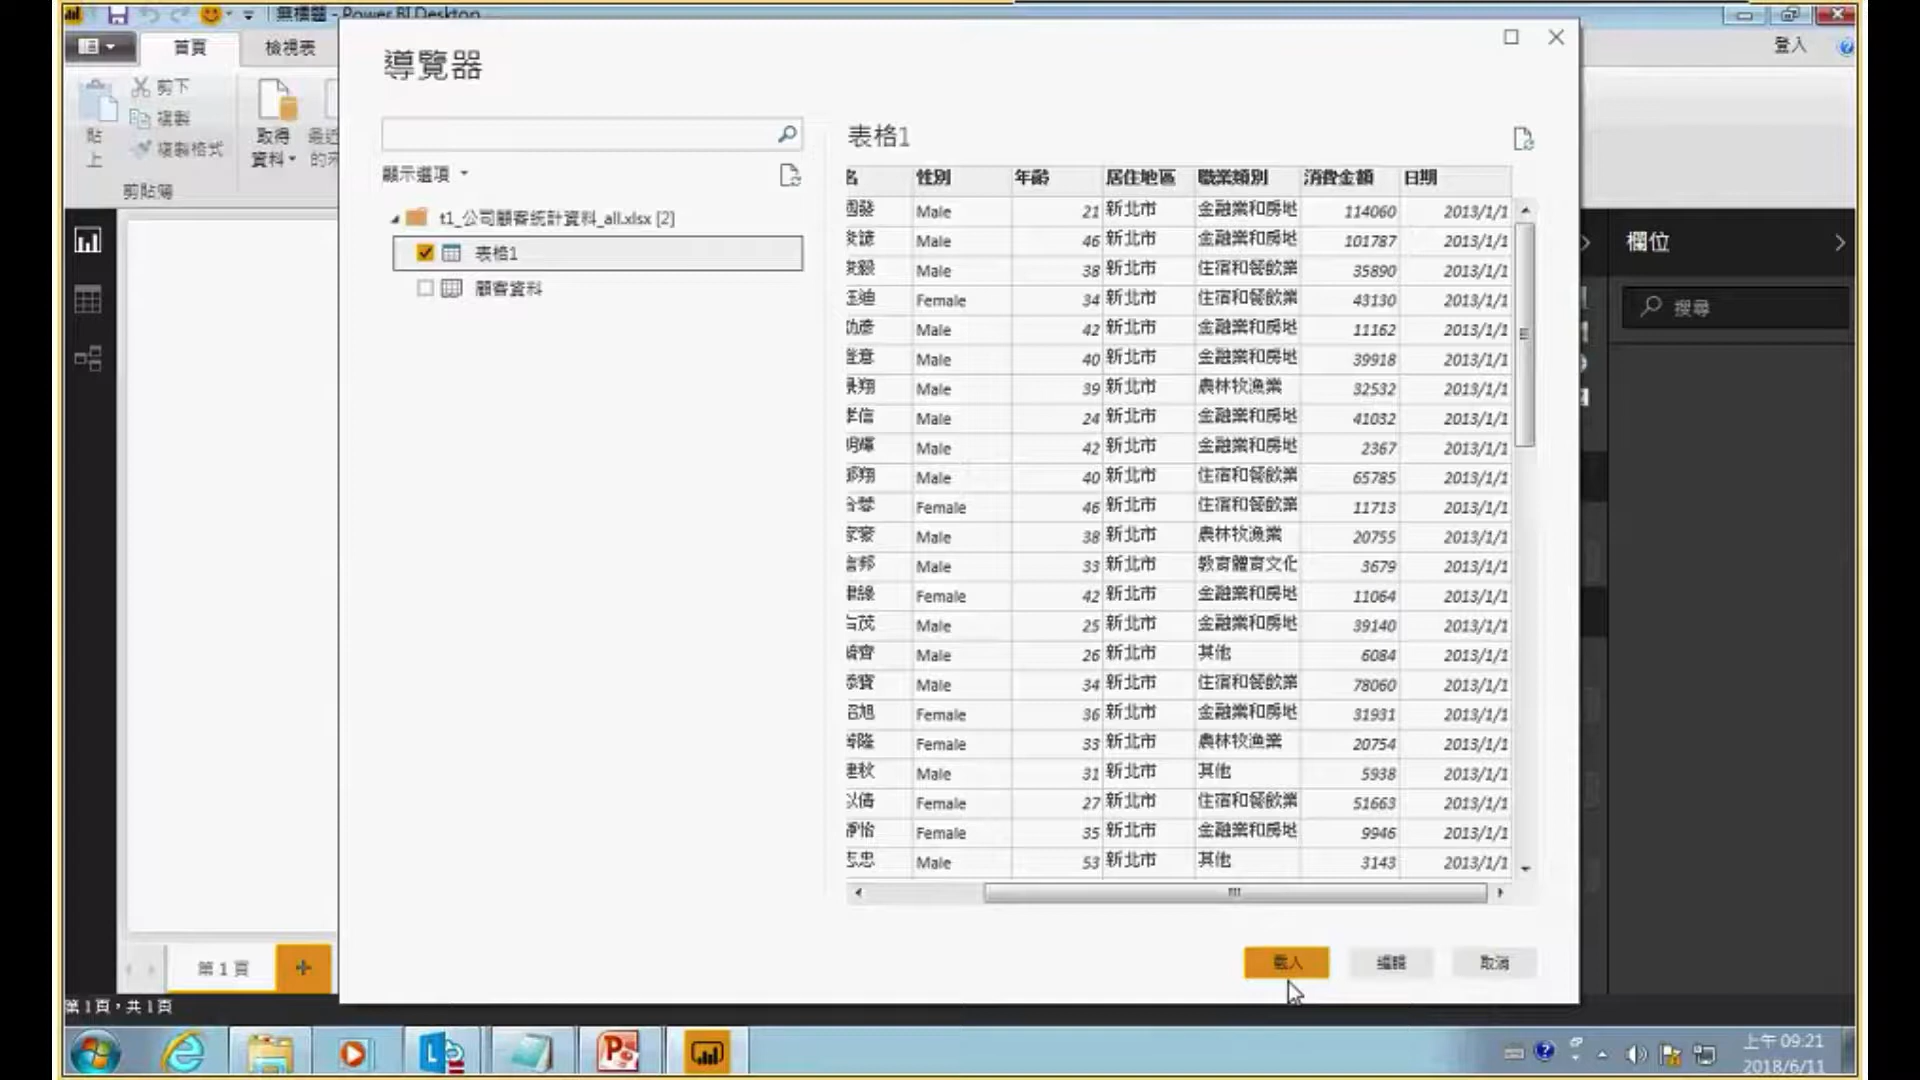 無標題 - Power BI Desktop
首頁
檢視表
登入
剪下
複製
複製格式
貼上
取得資料
剪貼簿
導覽器
顯示選項
t1_公司顧客統計資料_all.xlsx [2]
表格1
顧客資料
表格1
名 性別 年齡 居住地區 職業類別 消費金額 日期
Male 21 新北市 金融業和房地 114060 2013/1/1
Male 46 新北市 金融業和房地 101787 2013/1/1
Male 38 新北市 住宿和餐飲業 35890 2013/1/1
Female 34 新北市 住宿和餐飲業 43130 2013/1/1
Male 42 新北市 金融業和房地 11162 2013/1/1
Male 40 新北市 金融業和房地 39918 2013/1/1
Male 39 新北市 農林牧漁業 32532 2013/1/1
Male 24 新北市 金融業和房地 41032 2013/1/1
Male 42 新北市 金融業和房地 2367 2013/1/1
Male 40 新北市 住宿和餐飲業 65785 2013/1/1
Female 46 新北市 住宿和餐飲業 11713 2013/1/1
Male 38 新北市 農林牧漁業 20755 2013/1/1
Male 33 新北市 教育體育文化 3679 2013/1/1
Female 42 新北市 金融業和房地 11064 2013/1/1
Male 25 新北市 金融業和房地 39140 2013/1/1
Male 26 新北市 其他 6084 2013/1/1
Male 34 新北市 住宿和餐飲業 78060 2013/1/1
Female 36 新北市 金融業和房地 31931 2013/1/1
Female 33 新北市 農林牧漁業 20754 2013/1/1
Male 31 新北市 其他 5938 2013/1/1
Female 27 新北市 住宿和餐飲業 51663 2013/1/1
Female 35 新北市 金融業和房地 9946 2013/1/1
志忠 Male 53 新北市 其他 3143 2013/1/1
載入
編輯
取消
欄位
搜尋
第 1 頁
第 1 頁，共 1 頁
上午 09:21
2018/6/11